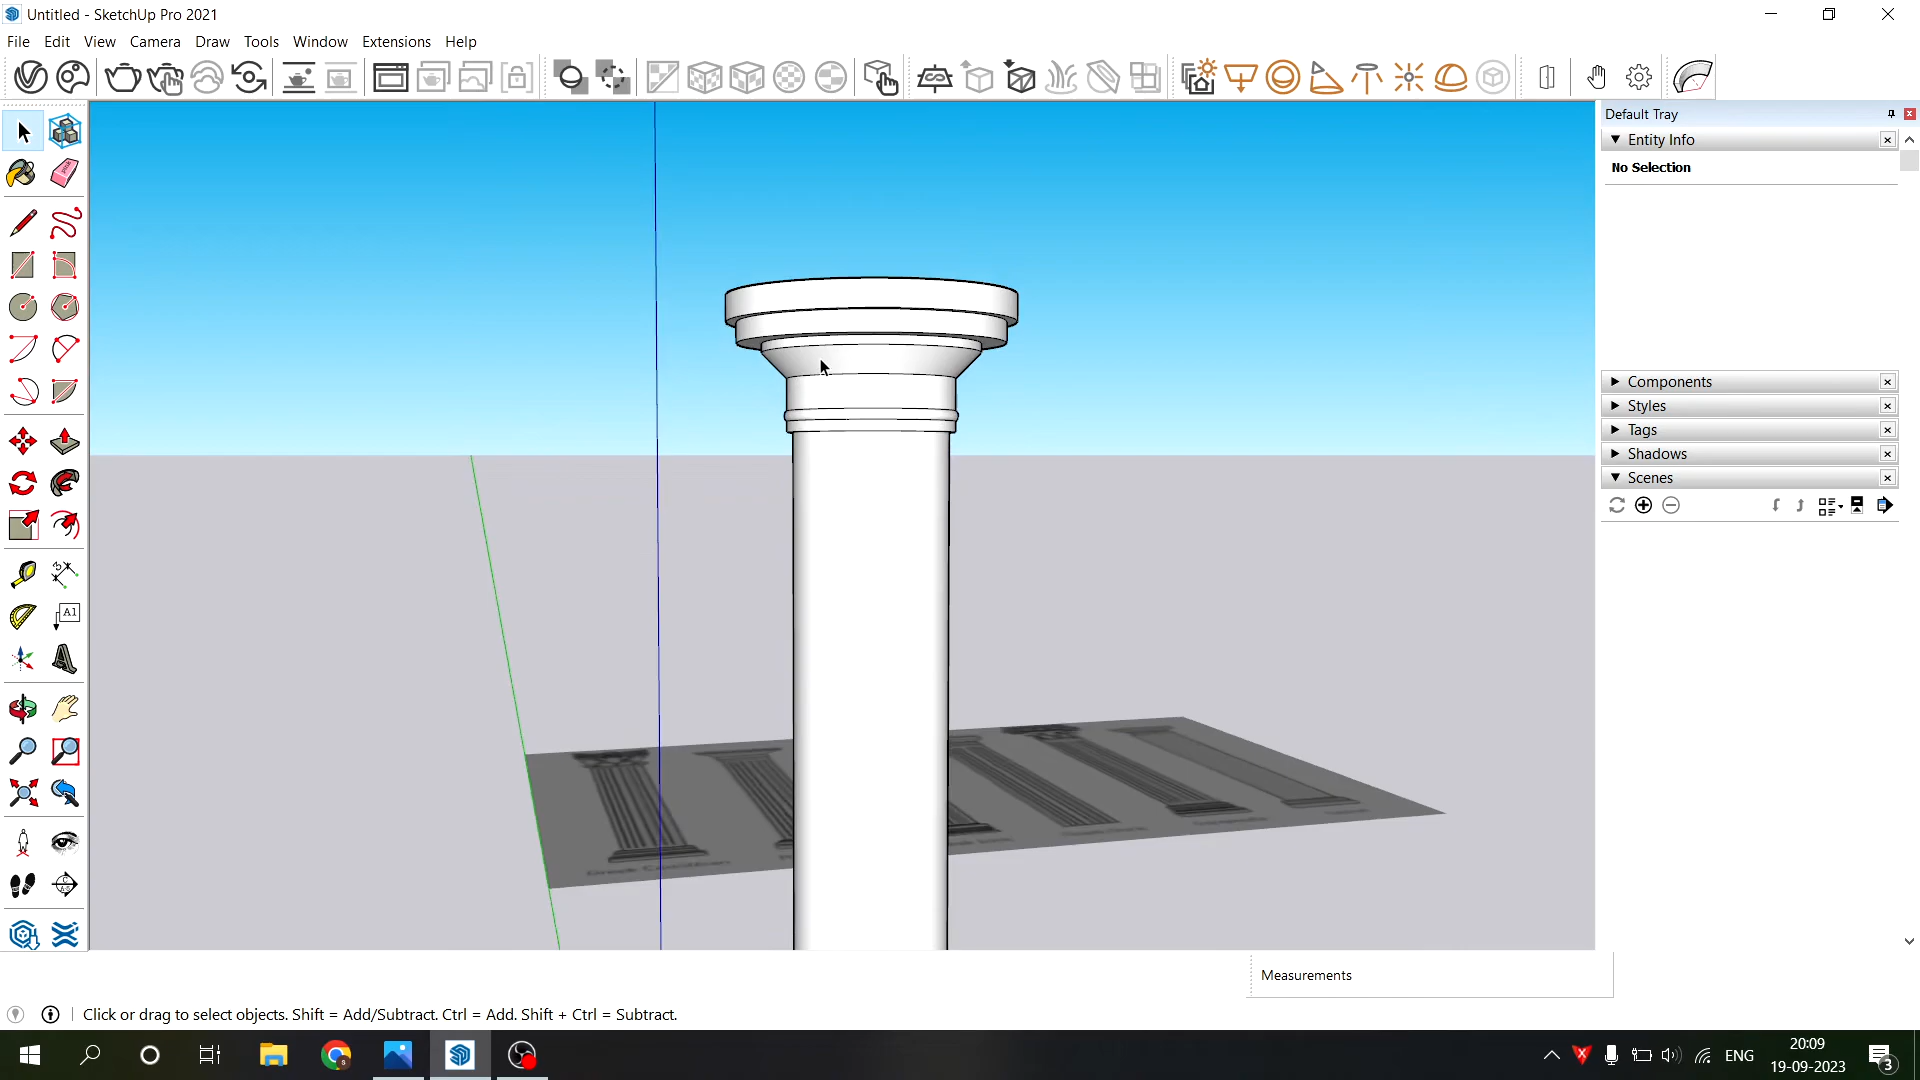 Untitled - SketchUp Pro 2021
File Edit View Camera Draw Tools Window Extensions Help
Default Tray
Entity Info
No Selection
Components
Styles
Tags
Shadows
Scenes
A1
Measurements
Click or drag to select objects. Shift = Add/Subtract. Ctrl = Add. Shift + Ctrl = Subtract.
ENG
20:09
19-09-2023
3